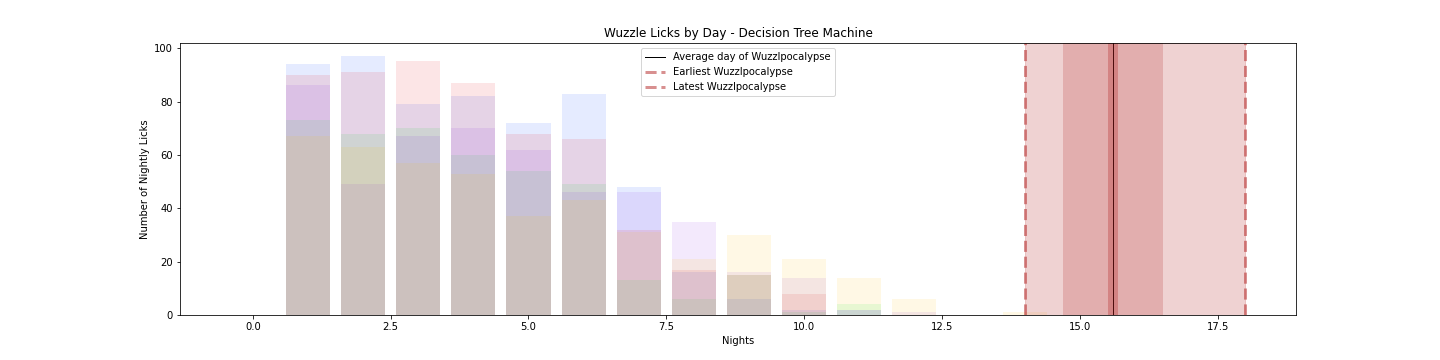 Wuzzle Licks by Day - Decision Tree Machine
Average day of Wuzzlpocalypse
Earliest Wuzzlpocalypse
Latest Wuzzlpocalypse
Number of Nightly Licks
100
80
60
40
20
0
0.0 2.5 5.0 7.5 10.0 12.5 15.0 17.5
Nights